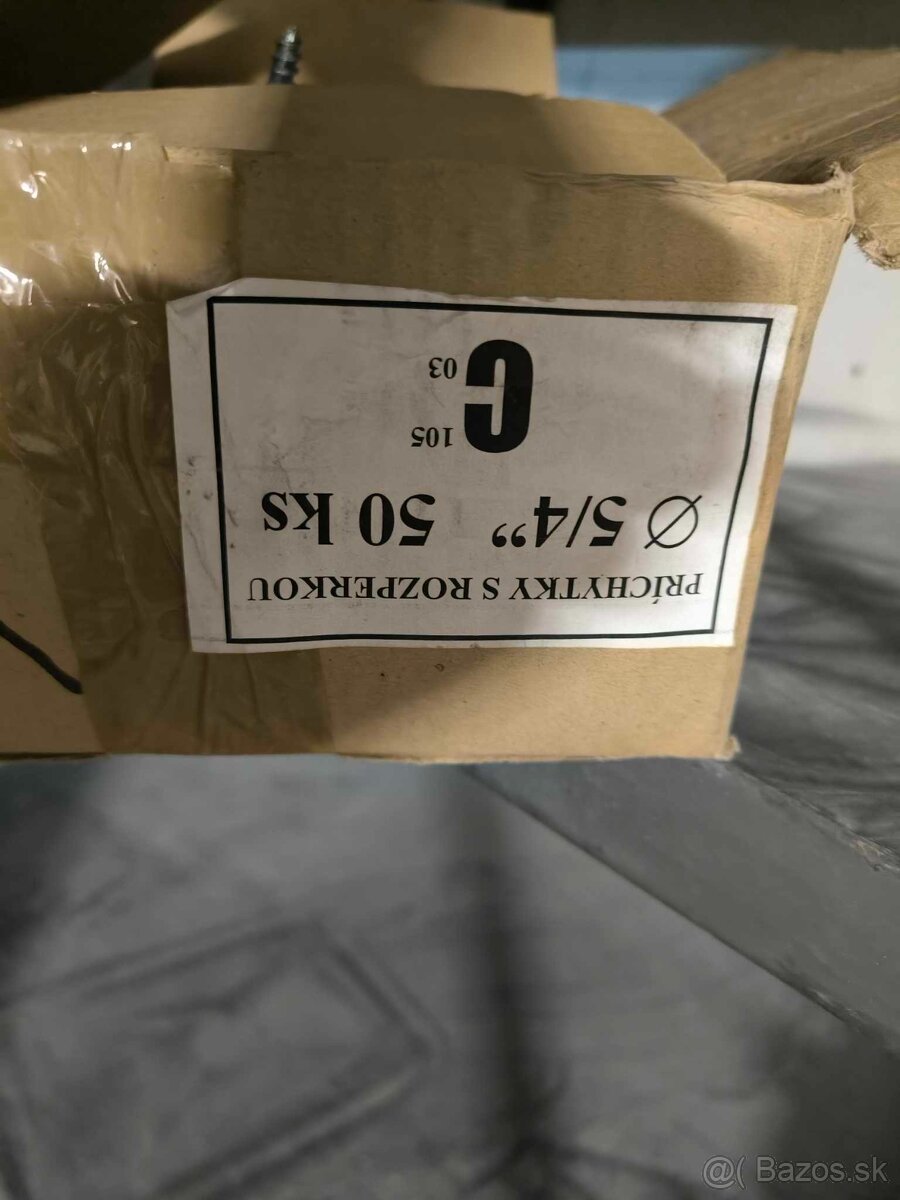 PRÍCHYTKY S ROZPERKOU
Ø 5/4” 50 ks
C 105
03
@( Bazos.sk